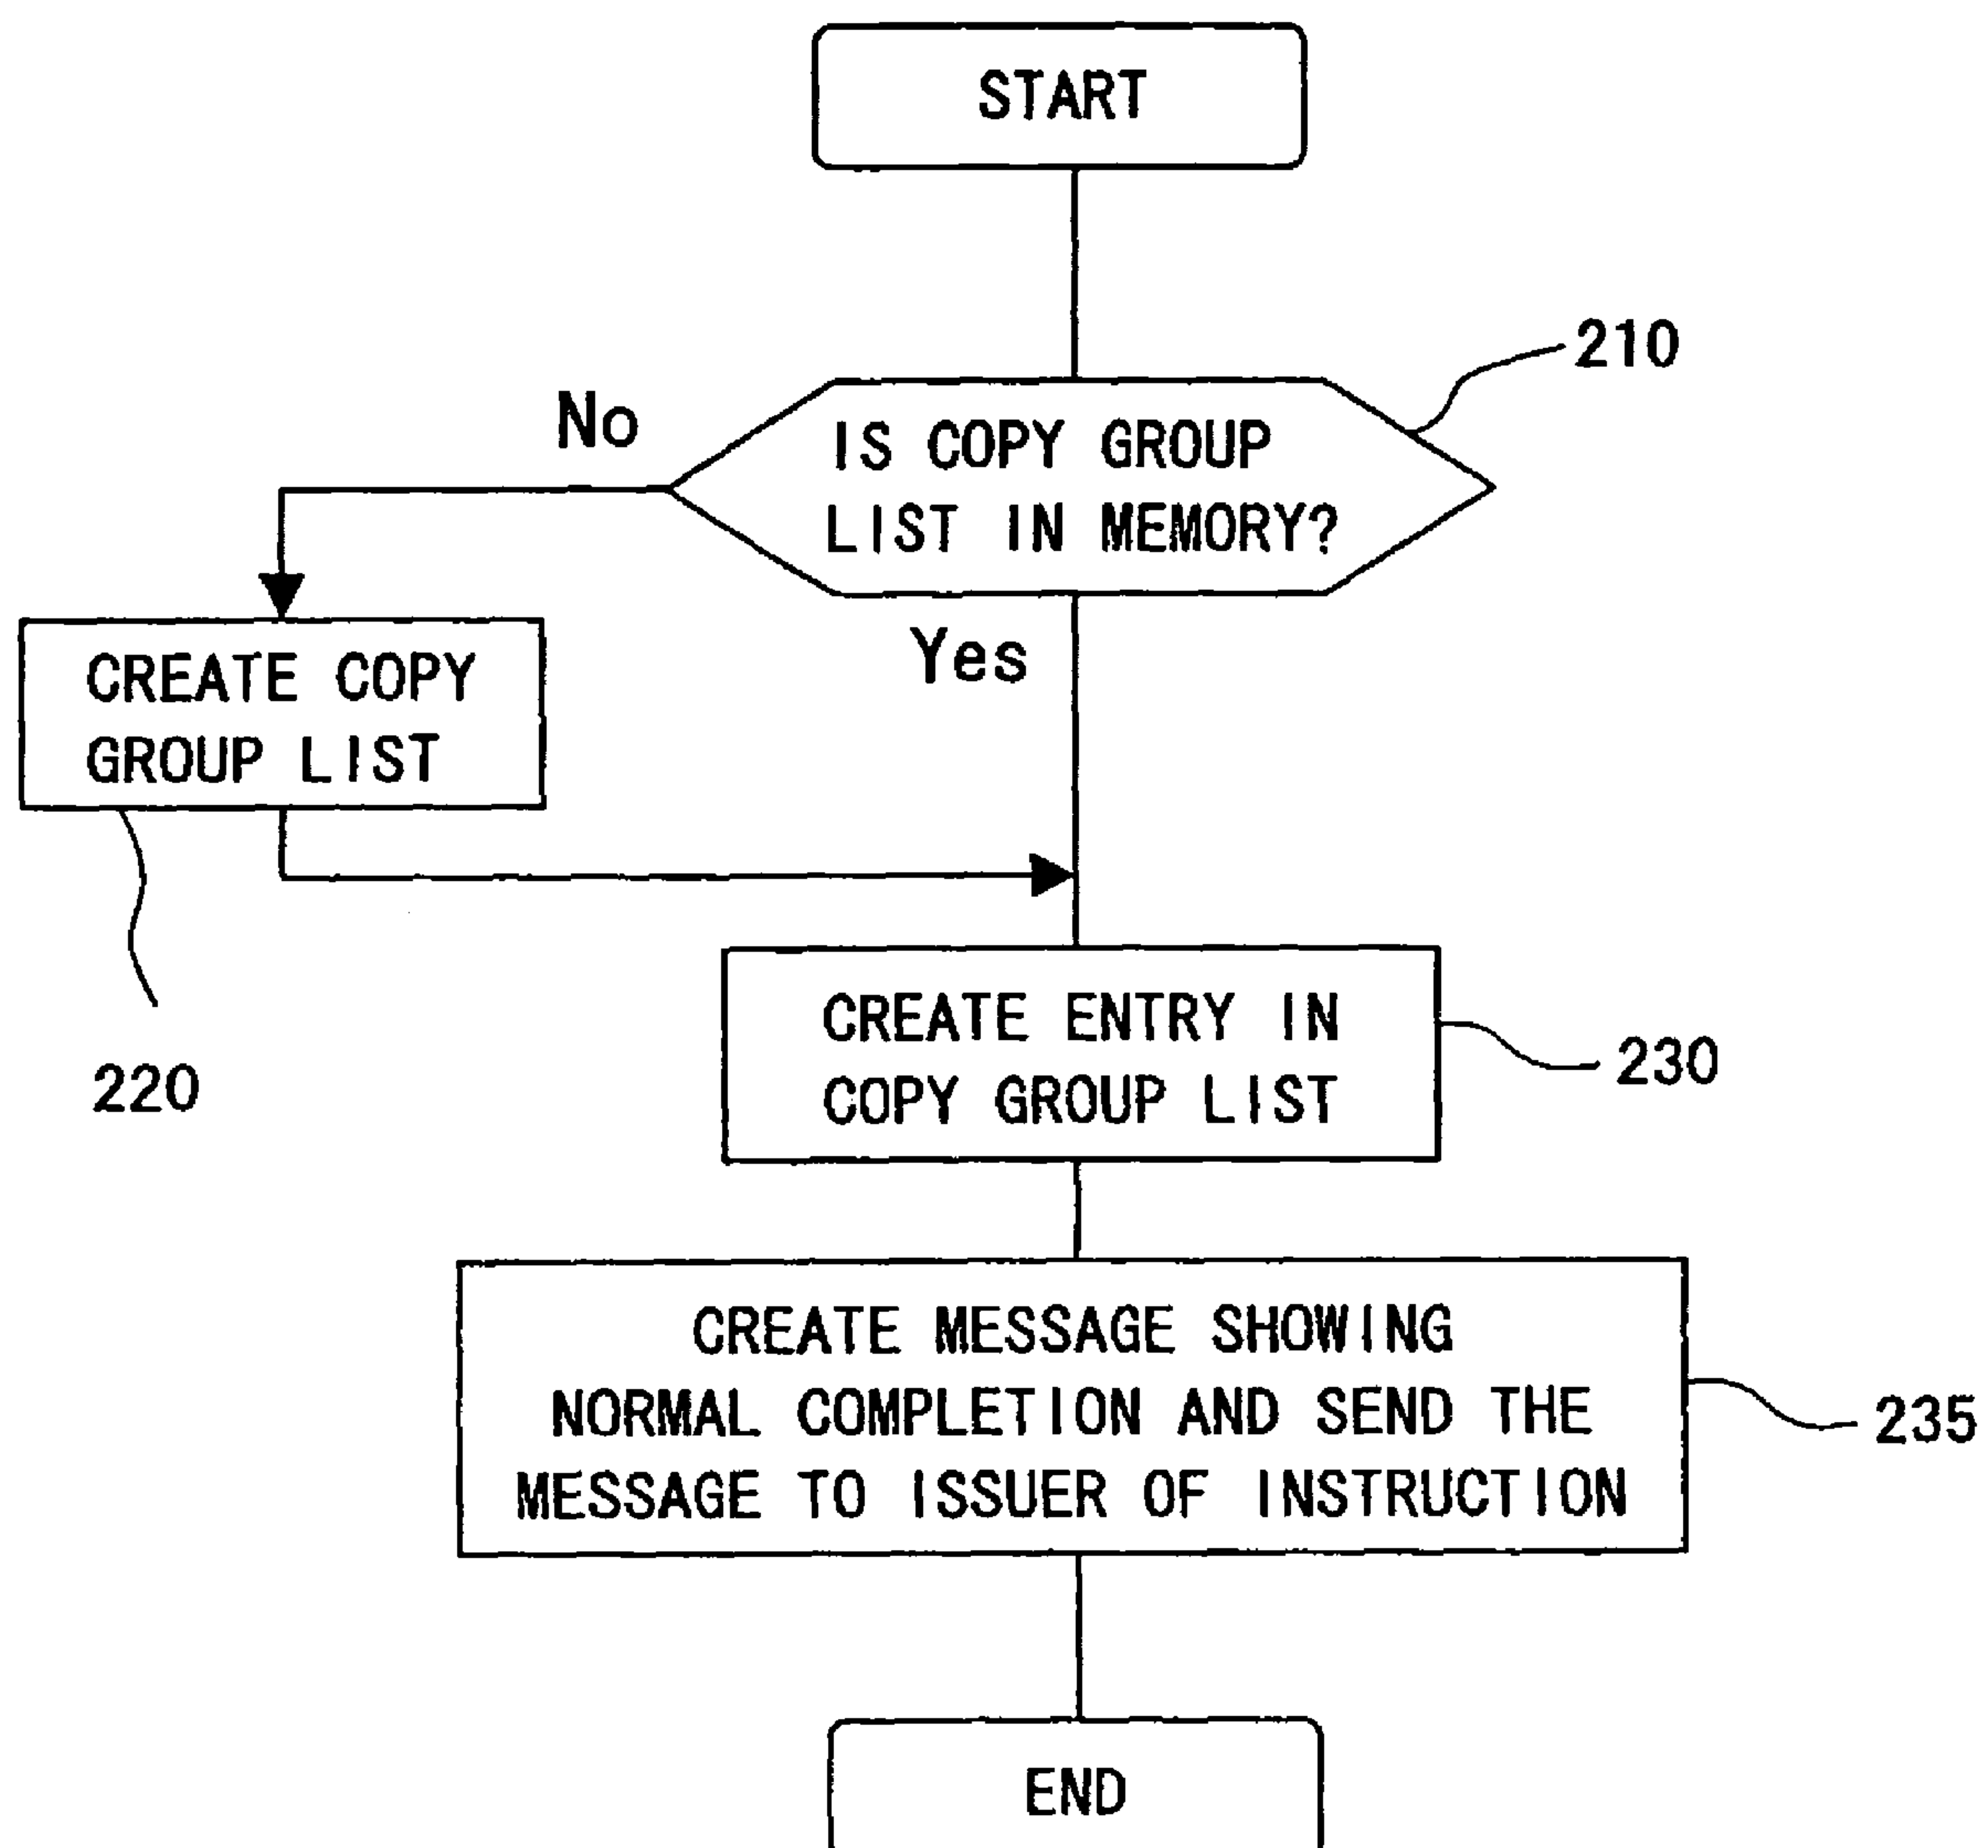 START
210
No
IS COPY GROUP
LIST IN MEMORY?
Yes
CREATE COPY
GROUP LIST
220
CREATE ENTRY IN
COPY GROUP LIST
230
CREATE MESSAGE SHOWING
NORMAL COMPLETION AND SEND THE
MESSAGE TO ISSUER OF INSTRUCTION
235
END